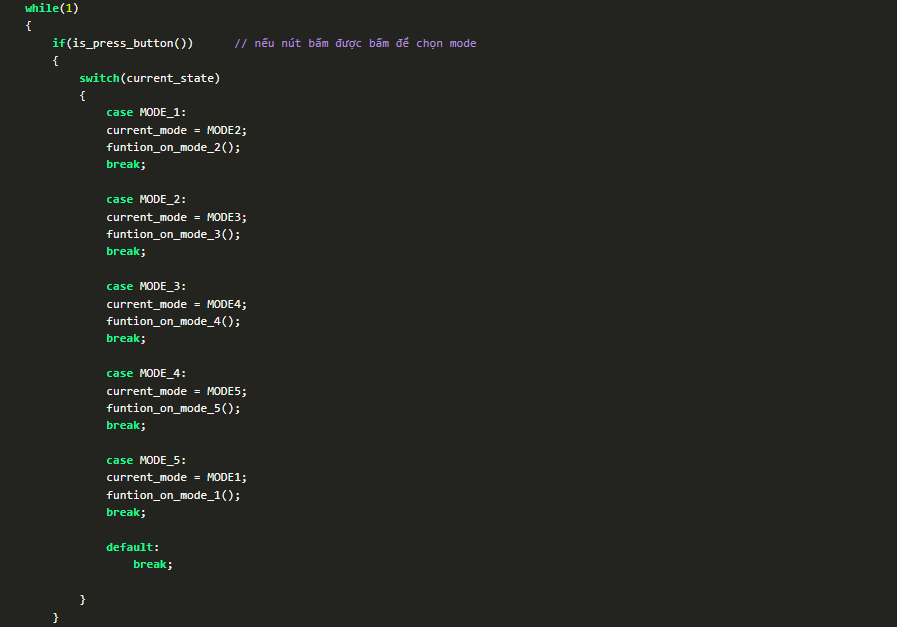 while(1)
{
if(is_press_button()) // nếu nút bấm được bấm để chọn mode
{
switch(current_state)
{
case MODE_1:
current_mode = MODE2;
funtion_on_mode_2();
break;
case MODE_2:
current_mode = MODE3;
funtion_on_mode_3();
break;
case MODE_3:
current_mode = MODE4;
funtion_on_mode_4();
break;
case MODE_4:
current_mode = MODE5;
funtion_on_mode_5();
break;
case MODE_5:
current_mode = MODE1;
funtion_on_mode_1();
break;
default:
break;
}
}